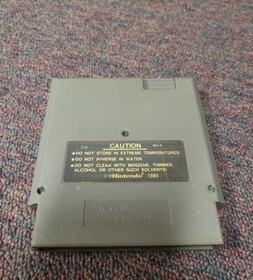 CAUTION
•DO NOT STORE IN EXTREME TEMPERATURES.
•DO NOT IMMERSE IN WATER.
•DO NOT CLEAN WITH BENZENE, THINNER,
ALCOHOL OR OTHER SUCH SOLVENTS.
©Nintendo 1985